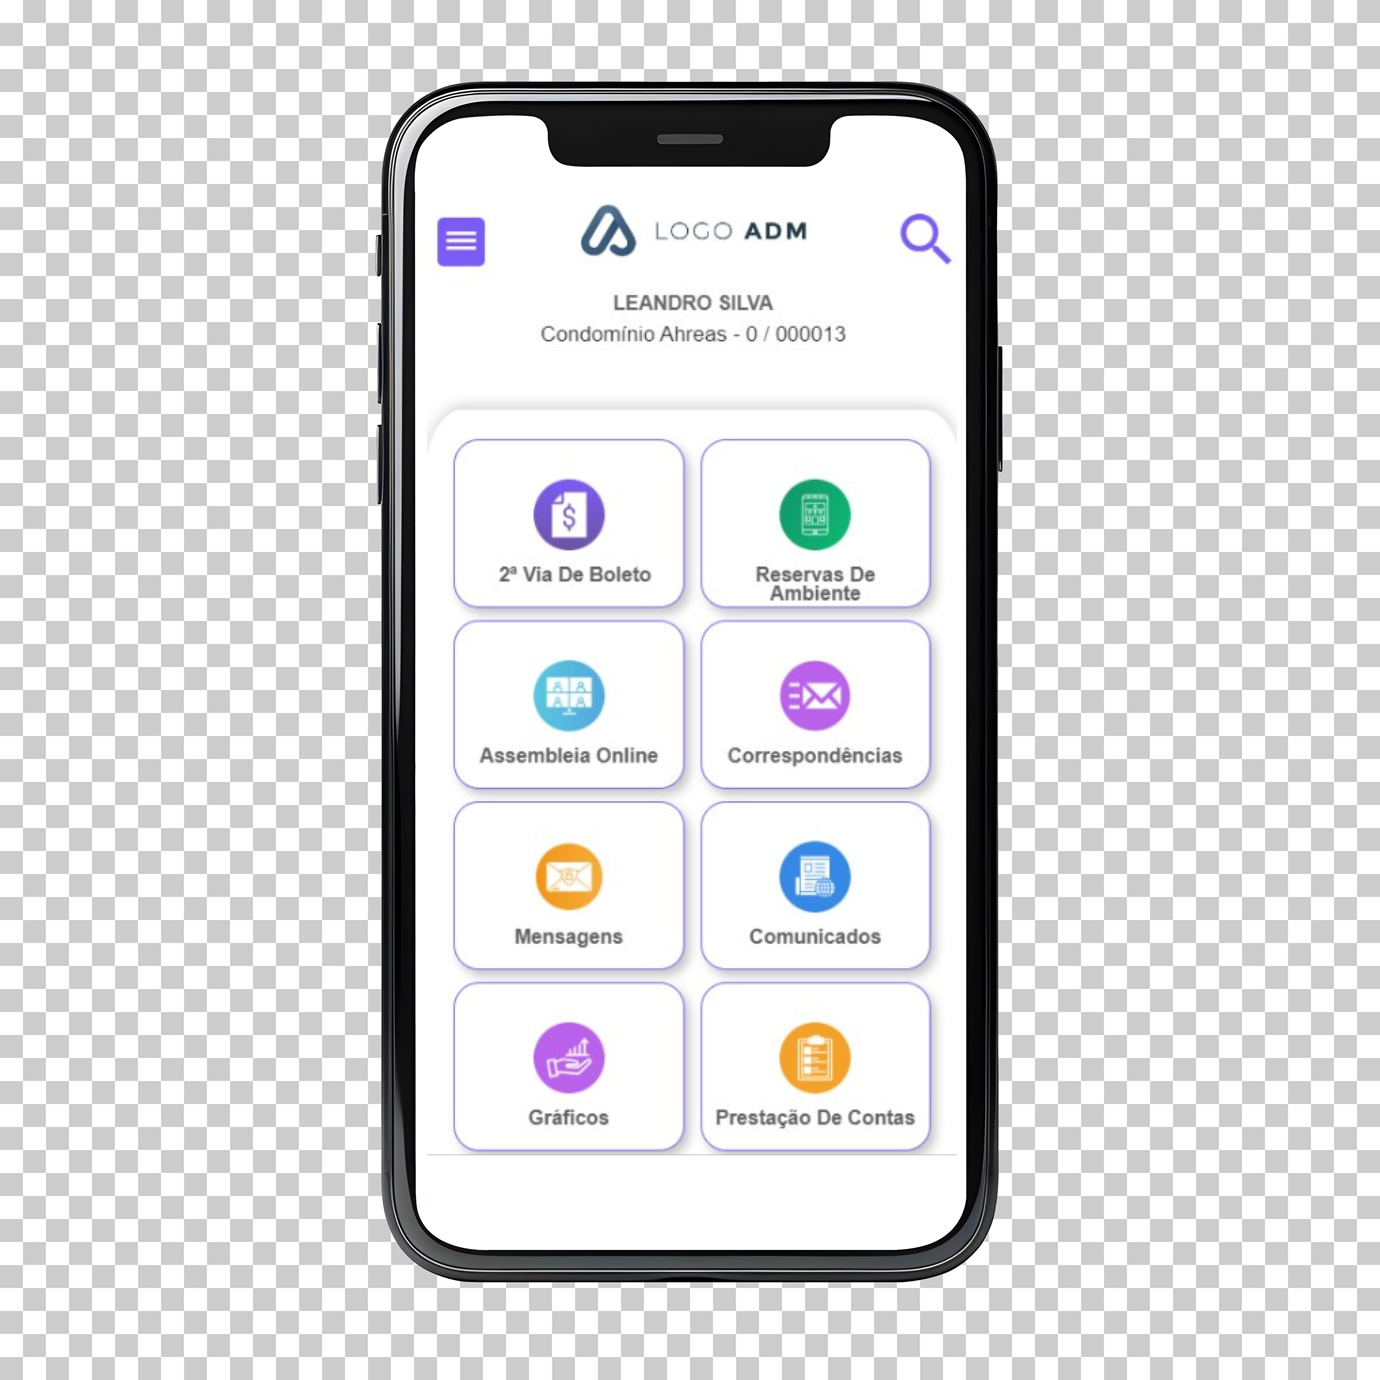 LOGO ADM
LEANDRO SILVA
Condomínio Ahreas - 0 / 000013
2ª Via De Boleto
Reservas De
Ambiente
Assembleia Online
Correspondências
Mensagens
Comunicados
Gráficos
Prestação De Contas